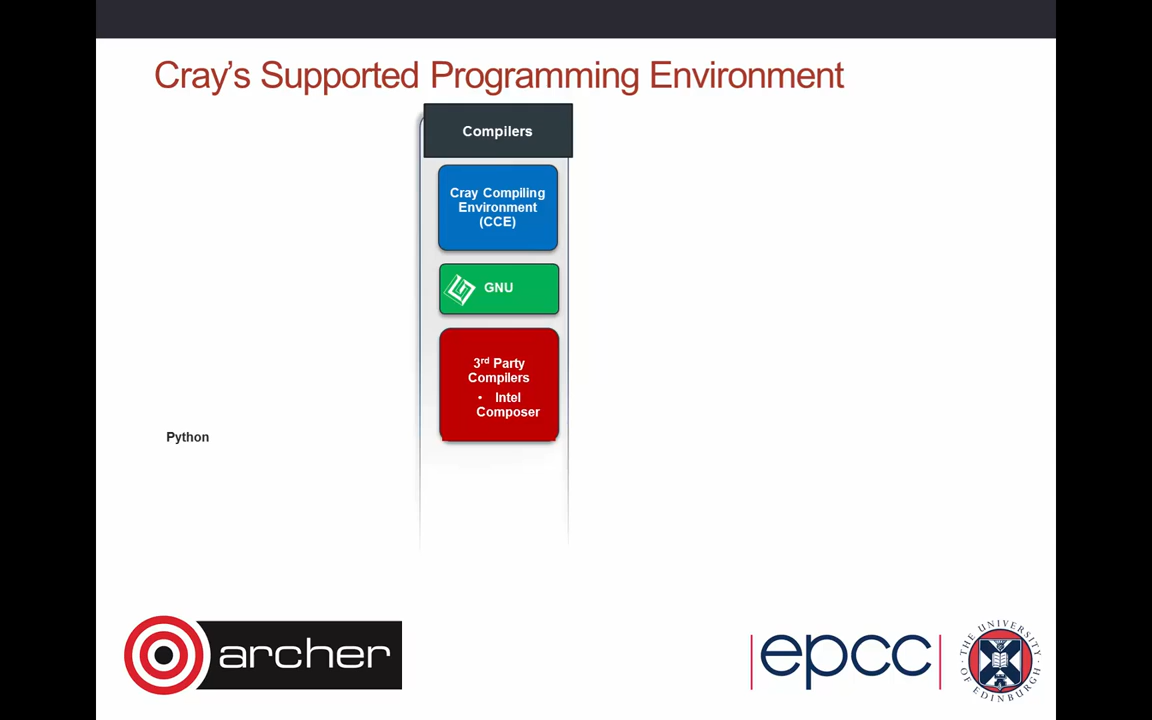 Cray's Supported Programming Environment
Compilers
Cray Compiling
Environment
(CCE)
GNU
3rd Party
Compilers
• Intel
Composer
Python
archer
epcc
THE UNIVERSITY
OF EDINBURGH